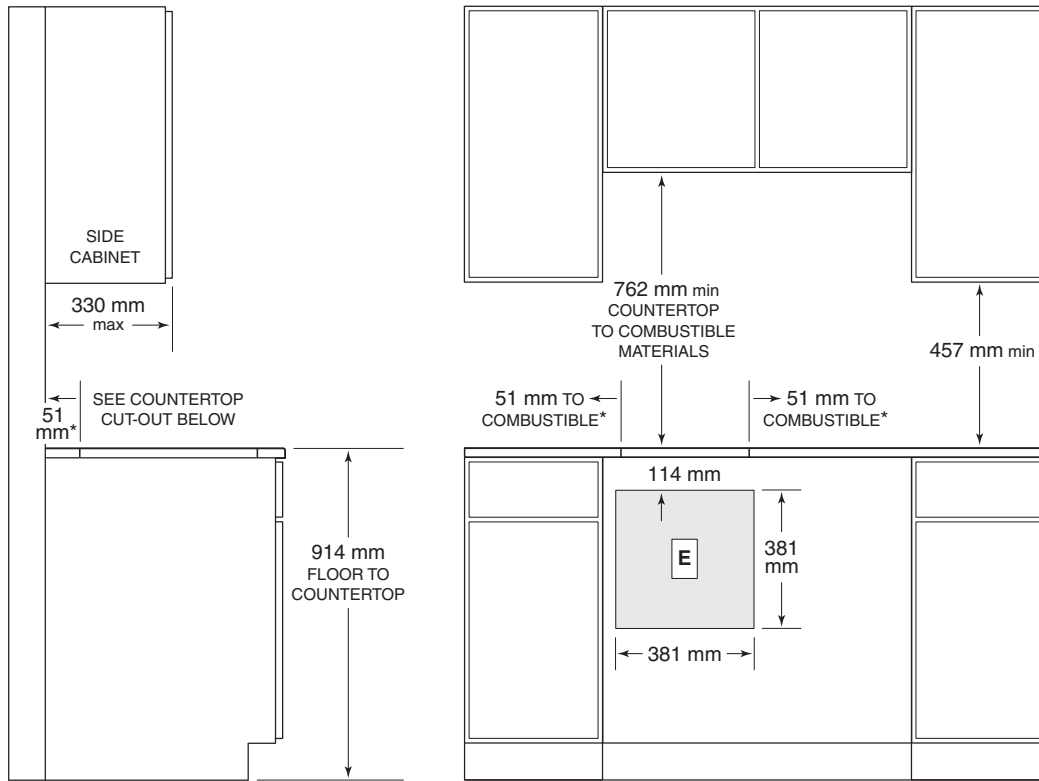 SIDE
CABINET
330 mm
max
51
mm*
SEE COUNTERTOP
CUT-OUT BELOW
914 mm
FLOOR TO
COUNTERTOP
762 mm min
COUNTERTOP
TO COMBUSTIBLE
MATERIALS
457 mm min
51 mm TO
COMBUSTIBLE*
51 mm TO
COMBUSTIBLE*
114 mm
E
381
mm
381 mm